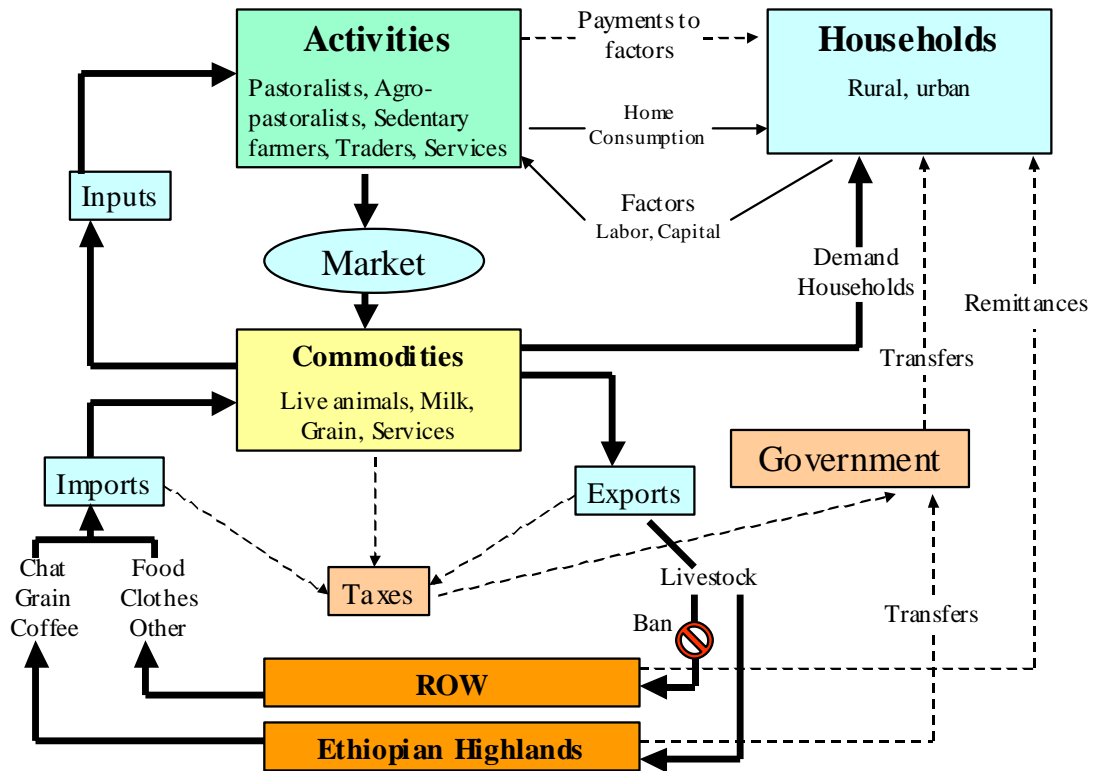 Activities
Pastoralists, Agro-
pastoralists, Sedentary
farmers, Traders, Services
Payments to
factors
Households
Rural, urban
Home
Consumption
Factors
Labor, Capital
Inputs
Market
Demand
Households
Remittances
Commodities
Live animals, Milk,
Grain, Services
Transfers
Government
Imports
Exports
Chat
Grain
Coffee
Food
Clothes
Other
Taxes
Livestock
Ban
Transfers
ROW
Ethiopian Highlands